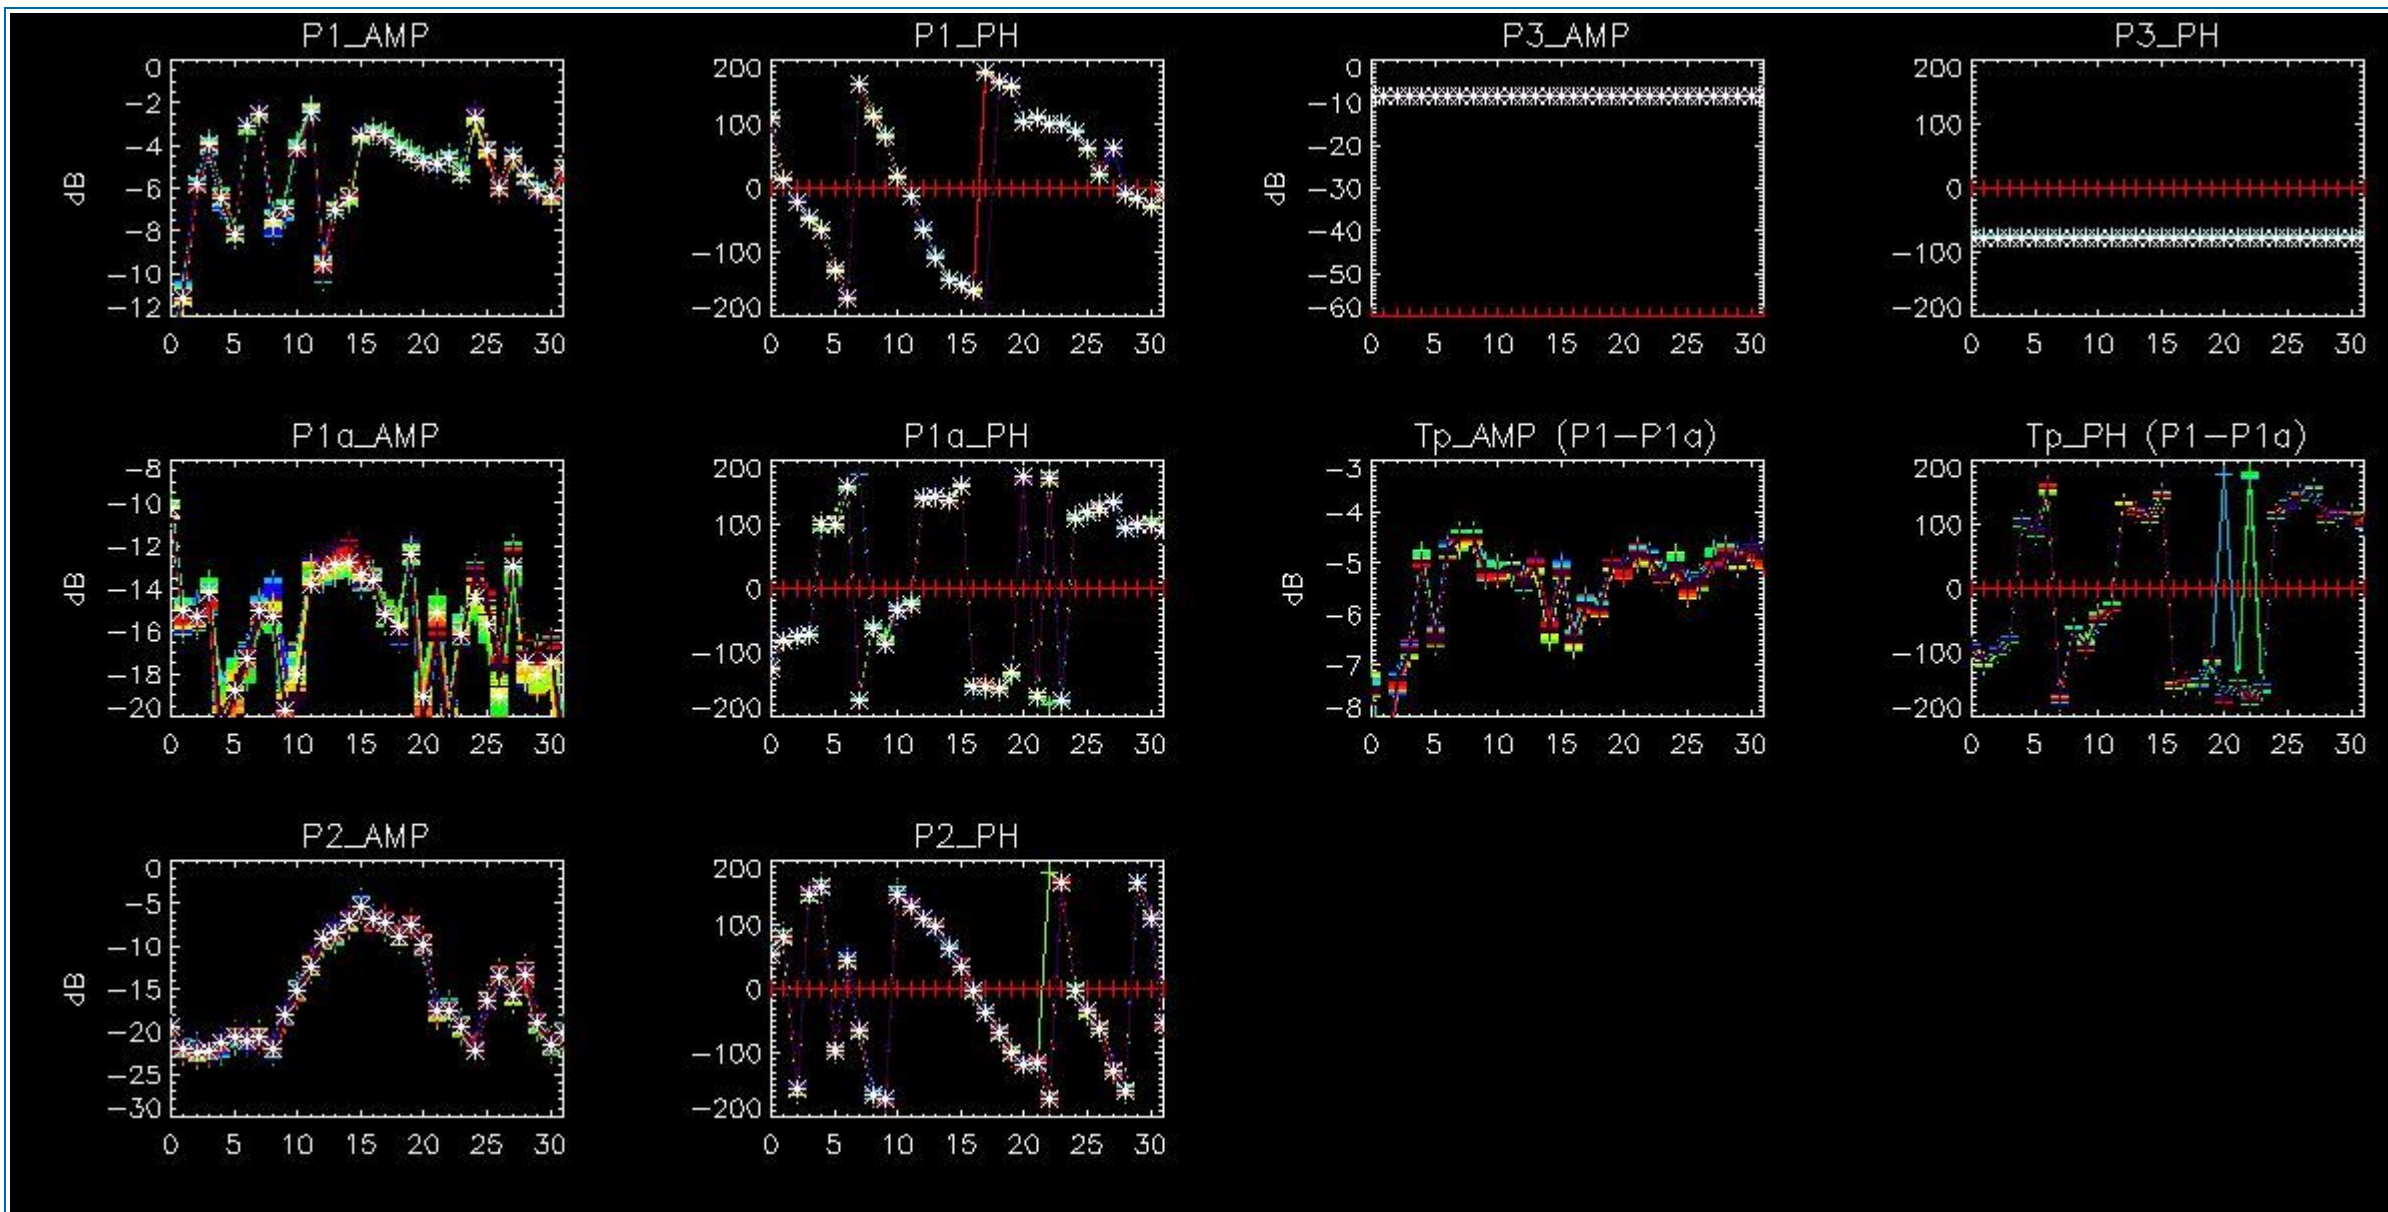 P1_AMP P1_PH P3_AMP P3_PH
0 200 0 200
-2 -10
-4 100 -20 100
dB -6 0 dB -30 0
-8 -100 -40 -100
-10 -50
-12 -200 -60 -200
0 5 10 15 20 25 30 0 5 10 15 20 25 30 0 5 10 15 20 25 30 0 5 10 15 20 25 30
P1a_AMP P1a_PH Tp_AMP (P1-P1a) Tp_PH (P1-P1a)
-8 200 -3 200
-10 -4
-12 100 100
dB -14 0 dB -5 0
-16 -6
-18 -100 -7 -100
-20 -200 -8 -200
0 5 10 15 20 25 30 0 5 10 15 20 25 30 0 5 10 15 20 25 30 0 5 10 15 20 25 30
P2_AMP P2_PH
0 200
-5
-10 100
dB -15 0
-20 -100
-25
-30 -200
0 5 10 15 20 25 30 0 5 10 15 20 25 30